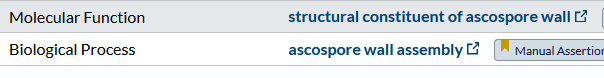 Molecular Function structural constituent of ascospore wall
Biological Process ascospore wall assembly Manual Assertion